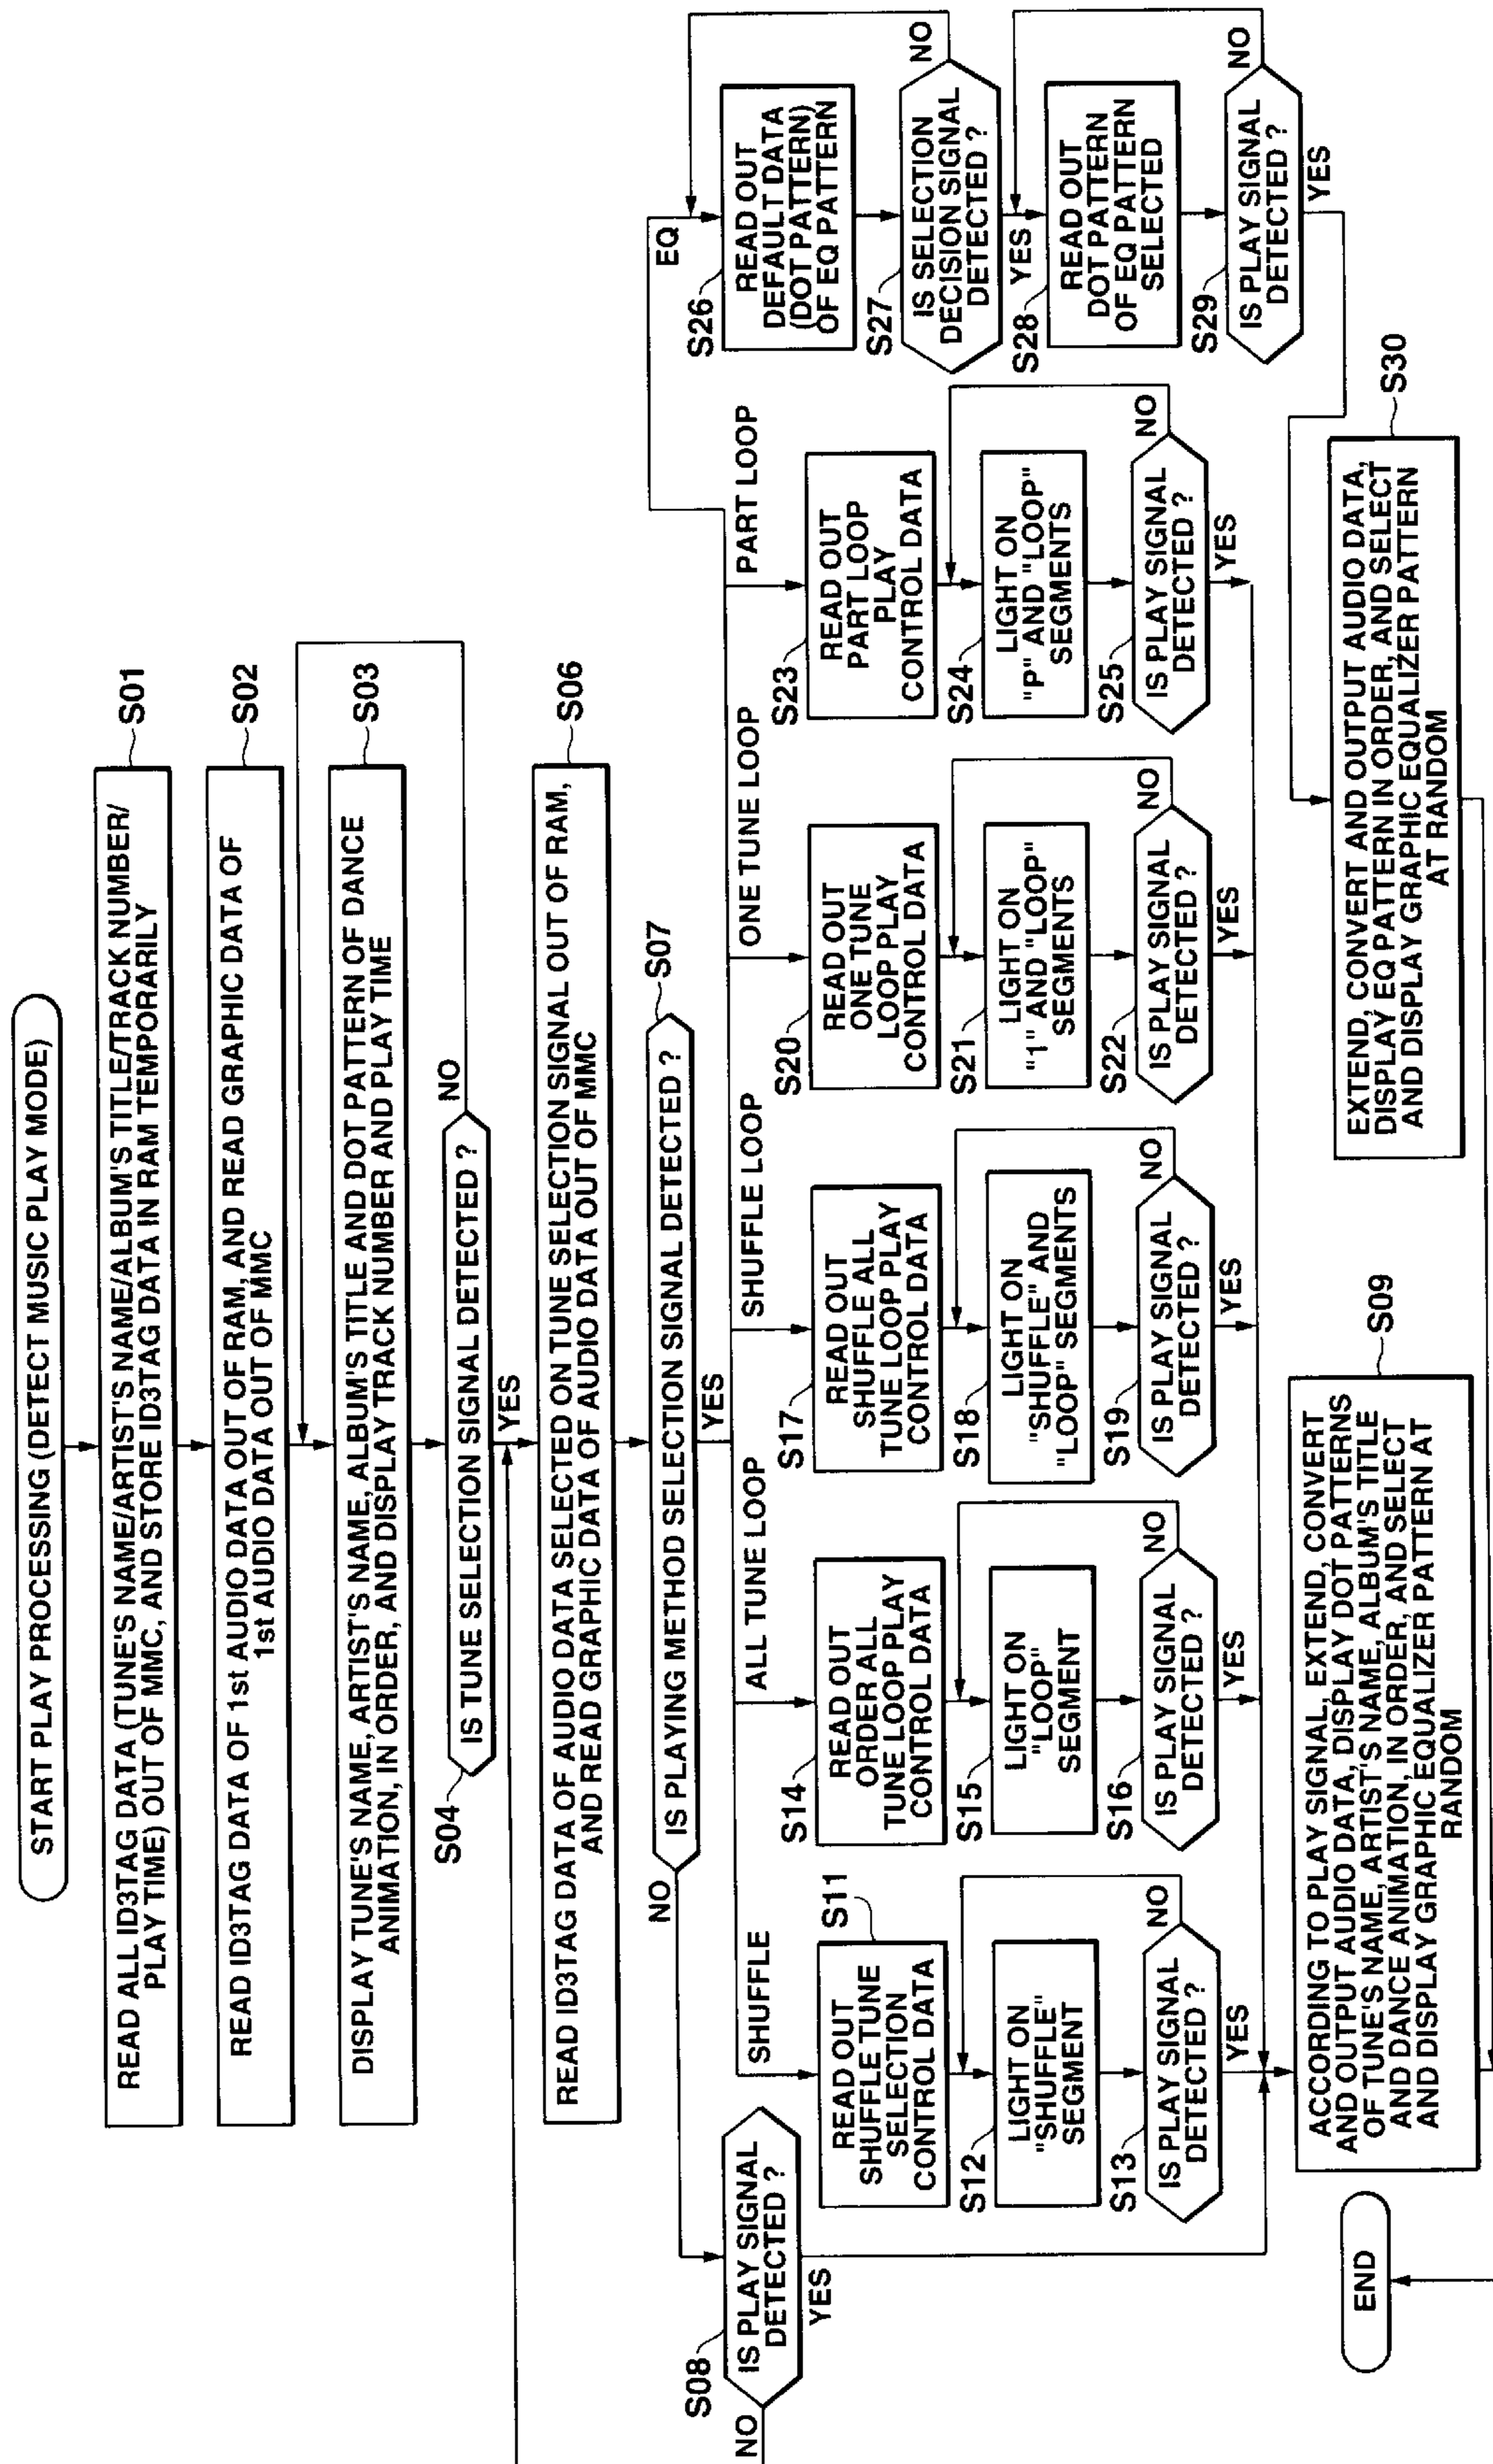 START PLAY PROCESSING (DETECT MUSIC PLAY MODE)
READ ALL ID3TAG DATA (TUNE'S NAME/ARTIST'S NAME/ALBUM'S TITLE/TRACK NUMBER/
PLAY TIME) OUT OF MMC, AND STORE ID3TAG DATA IN RAM TEMPORARILY
S01
READ ID3TAG DATA OF 1st AUDIO DATA OUT OF RAM, AND READ GRAPHIC DATA OF
1st AUDIO DATA OUT OF MMC
S02
DISPLAY TUNE'S NAME, ARTIST'S NAME, ALBUM'S TITLE AND DOT PATTERN OF DANCE
ANIMATION, IN ORDER, AND DISPLAY TRACK NUMBER AND PLAY TIME
S03
S04
IS TUNE SELECTION SIGNAL DETECTED ?
NO
YES
READ ID3TAG DATA OF AUDIO DATA SELECTED ON TUNE SELECTION SIGNAL OUT OF RAM,
AND READ GRAPHIC DATA OF AUDIO DATA OUT OF MMC
S06
NO
IS PLAYING METHOD SELECTION SIGNAL DETECTED ?
S07
YES
S08
IS PLAY SIGNAL
DETECTED ?
NO
YES
SHUFFLE
READ OUT
SHUFFLE TUNE
SELECTION
CONTROL DATA
S11
S12
LIGHT ON
"SHUFFLE"
SEGMENT
S13
IS PLAY SIGNAL
DETECTED ?
NO
YES
ALL TUNE LOOP
S14
READ OUT
ORDER ALL
TUNE LOOP PLAY
CONTROL DATA
S15
LIGHT ON
"LOOP"
SEGMENT
S16
IS PLAY SIGNAL
DETECTED ?
NO
YES
SHUFFLE LOOP
S17
READ OUT
SHUFFLE ALL
TUNE LOOP PLAY
CONTROL DATA
S18
LIGHT ON
"SHUFFLE" AND
"LOOP" SEGMENTS
S19
IS PLAY SIGNAL
DETECTED ?
NO
YES
ONE TUNE LOOP
S20
READ OUT
ONE TUNE
LOOP PLAY
CONTROL DATA
S21
LIGHT ON
"1" AND "LOOP"
SEGMENTS
S22
IS PLAY SIGNAL
DETECTED ?
NO
YES
PART LOOP
S23
READ OUT
PART LOOP
PLAY
CONTROL DATA
S24
LIGHT ON
"P" AND "LOOP"
SEGMENTS
S25
IS PLAY SIGNAL
DETECTED ?
NO
YES
EQ
S26
READ OUT
DEFAULT DATA
(DOT PATTERN)
OF EQ PATTERN
S27
IS SELECTION
DECISION SIGNAL
DETECTED ?
NO
YES
S28
READ OUT
DOT PATTERN
OF EQ PATTERN
SELECTED
S29
IS PLAY SIGNAL
DETECTED ?
NO
YES
ACCORDING TO PLAY SIGNAL, EXTEND, CONVERT
AND OUTPUT AUDIO DATA, DISPLAY DOT PATTERNS
OF TUNE'S NAME, ARTIST'S NAME, ALBUM'S TITLE
AND DANCE ANIMATION, IN ORDER, AND SELECT
AND DISPLAY GRAPHIC EQUALIZER PATTERN AT
RANDOM
S09
EXTEND, CONVERT AND OUTPUT AUDIO DATA,
DISPLAY EQ PATTERN IN ORDER, AND SELECT
AND DISPLAY GRAPHIC EQUALIZER PATTERN
AT RANDOM
S30
END